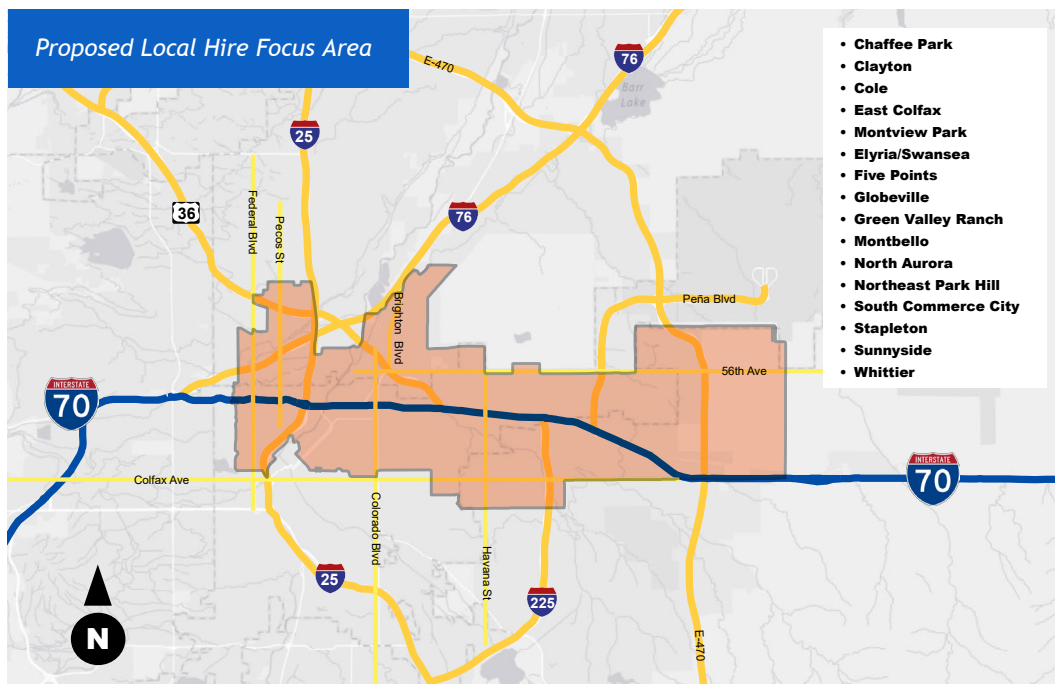 Proposed Local Hire Focus Area
• Chaffee Park
• Clayton
• Cole
• East Colfax
• Montview Park
• Elyria/Swansea
• Five Points
• Globeville
• Green Valley Ranch
• Montbello
• North Aurora
• Northeast Park Hill
• South Commerce City
• Stapleton
• Sunnyside
• Whittier
E-470
76
Barr
Lake
25
36
Federal Blvd
Pecos St
76
Brighton Blvd
Peña Blvd
56th Ave
INTERSTATE
70
Colfax Ave
INTERSTATE
70
Colorado Blvd
Havana St
25
225
E-470
N